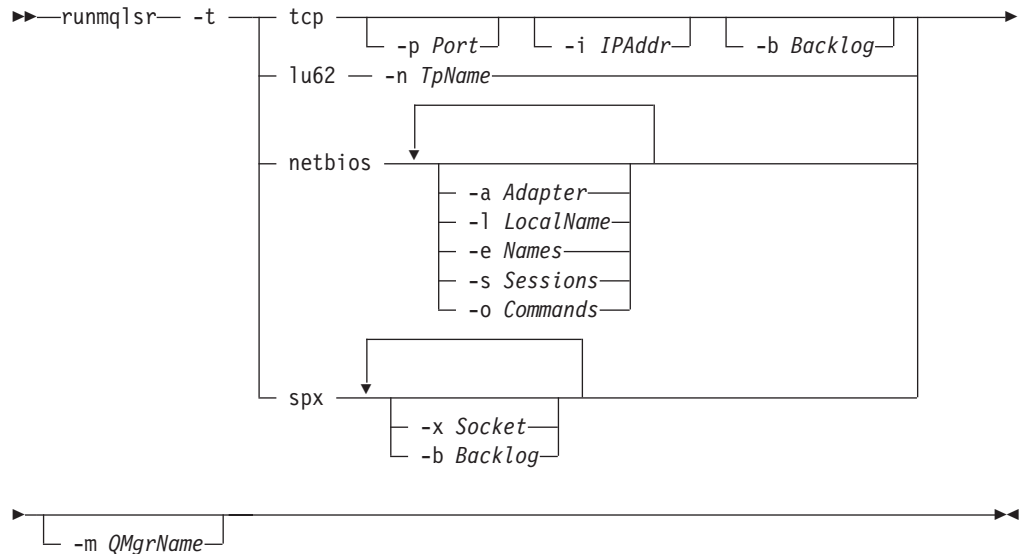 runmqlsr -t tcp
-p Port -i IPAddr -b Backlog
lu62 -n TpName
netbios
-a Adapter
-l LocalName
-e Names
-s Sessions
-o Commands
spx
-x Socket
-b Backlog
-m QMgrName